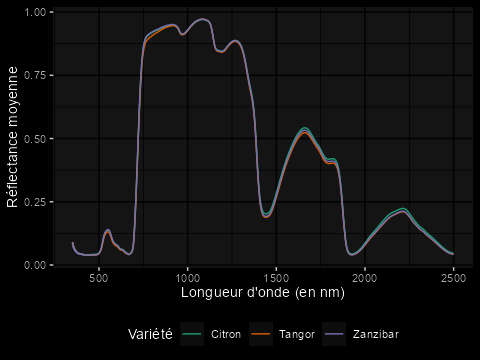 1.00
0.75
0.50
0.25
0.00
Réflectance moyenne
500 1000 1500 2000 2500
Longueur d'onde (en nm)
Variété Citron Tangor Zanzibar